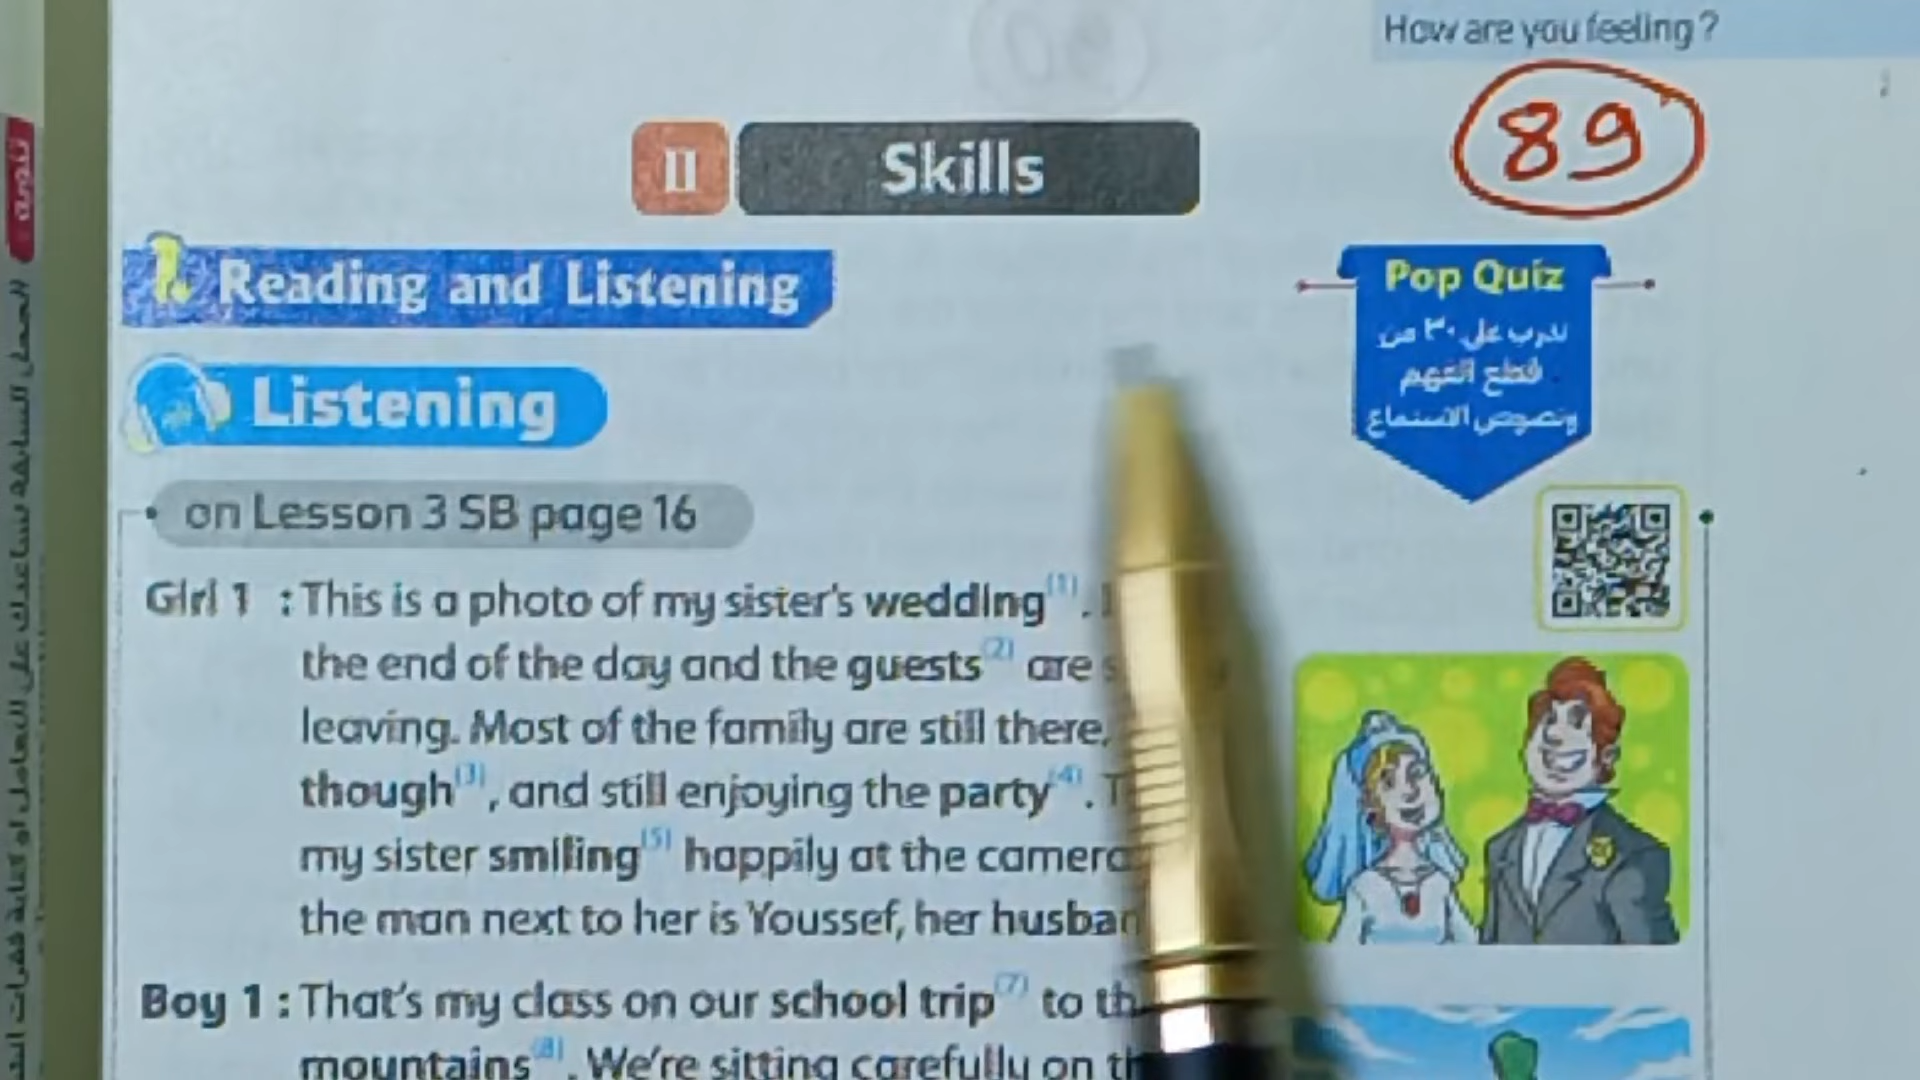 How are you feeling?
89
II Skills
1. Reading and Listening
Pop Quiz
تدرب على ٣٠ من
قطع الفهم
ونصوص الاستماع
Listening
on Lesson 3 SB page 16
Girl 1 : This is a photo of my sister's wedding(1).
the end of the day and the guests(2) are
leaving. Most of the family are still there,
though(3), and still enjoying the party(4).
my sister smiling(5) happily at the camera
the man next to her is Youssef, her
Boy 1 : That's my class on our school trip(7) to
mountains(8). We're sitting carefully on
ثانوية